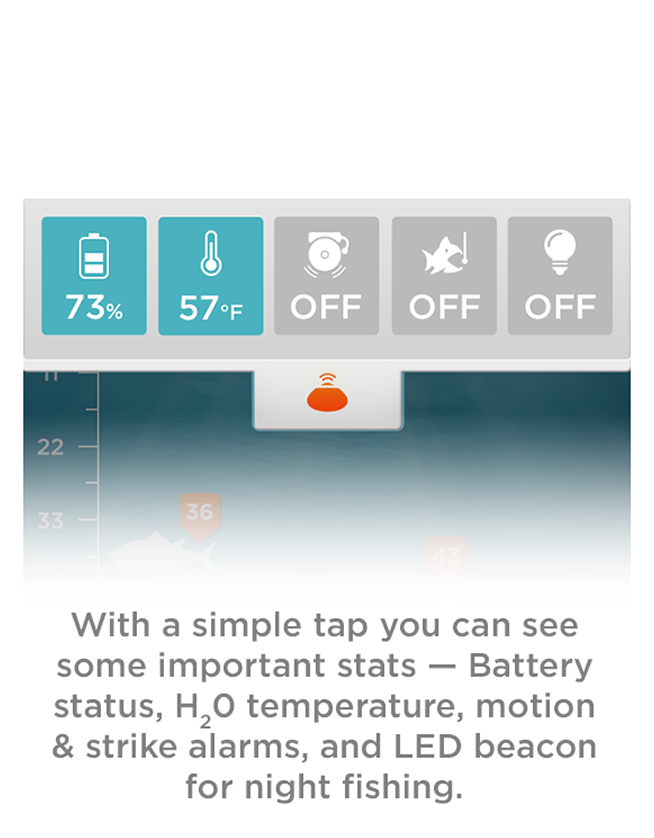 73% 57°F OFF OFF OFF
11
22
36
33
43
With a simple tap you can see
some important stats — Battery
status, H₂0 temperature, motion
& strike alarms, and LED beacon
for night fishing.